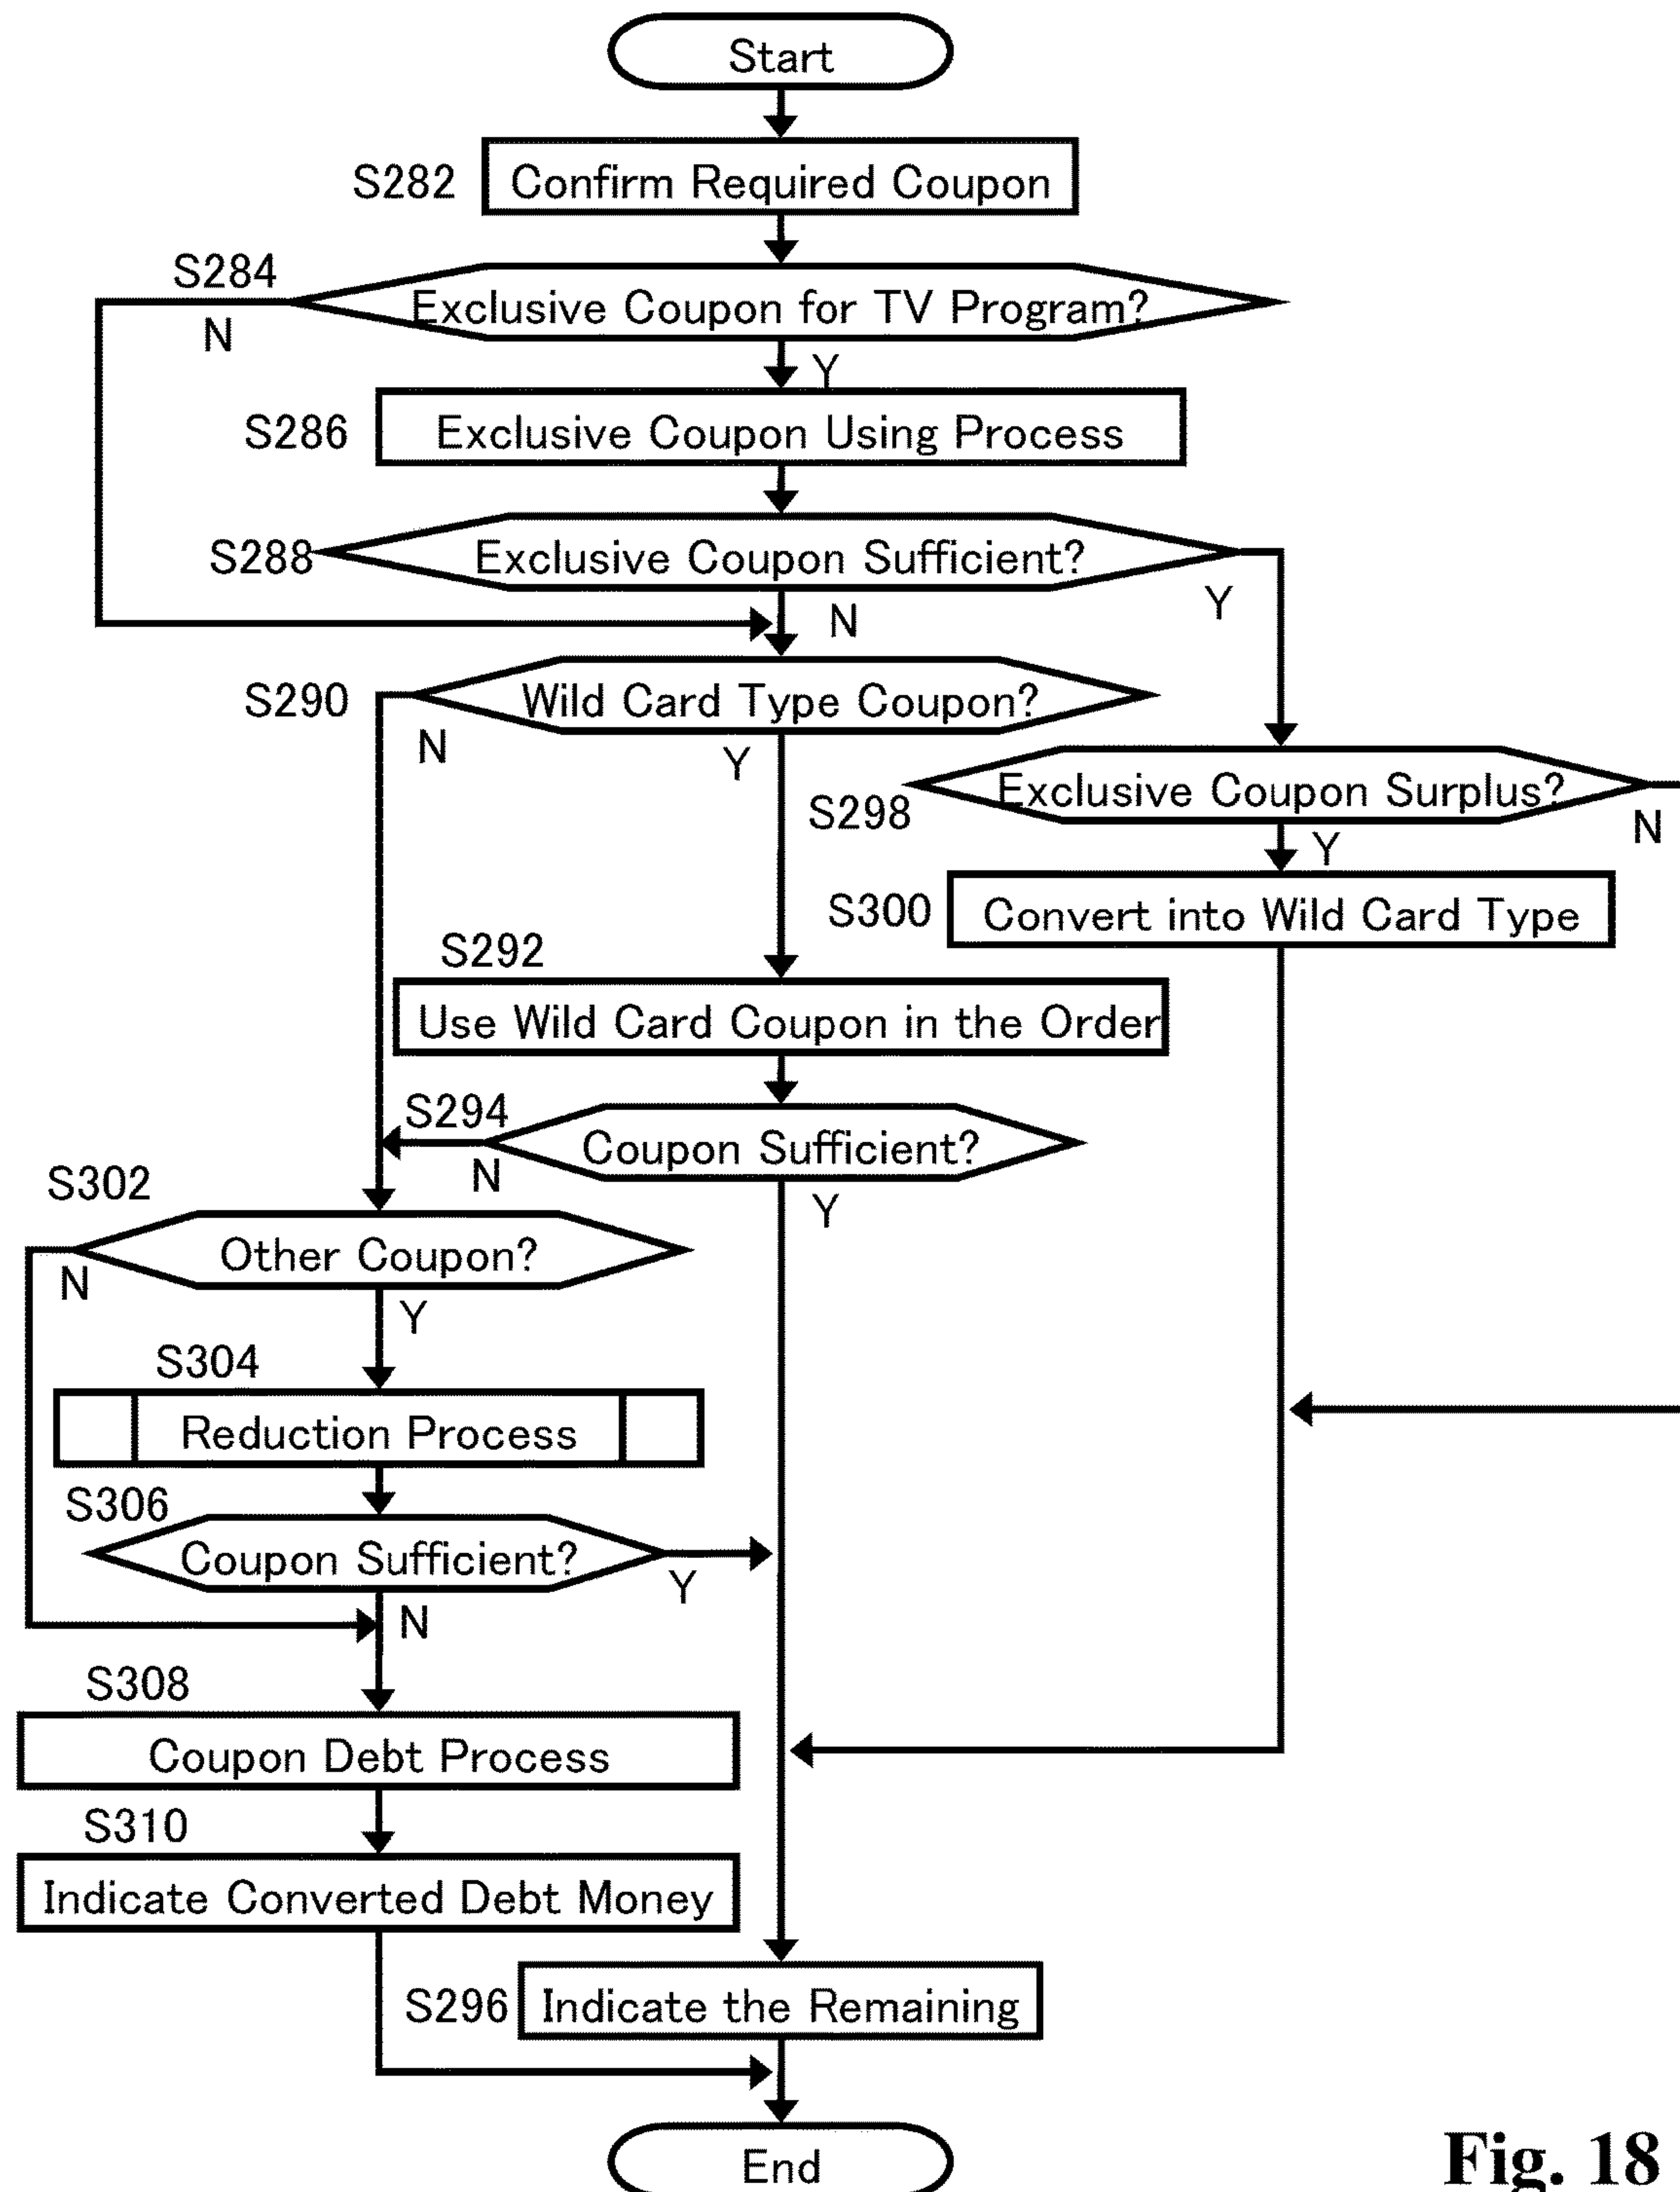 Start
S282 Confirm Required Coupon
S284
Exclusive Coupon for TV Program?
N
Y
S286 Exclusive Coupon Using Process
S288 Exclusive Coupon Sufficient?
Y
N
S290 Wild Card Type Coupon?
N
Y
Exclusive Coupon Surplus?
S298
N
Y
S300 Convert into Wild Card Type
S292
Use Wild Card Coupon in the Order
S294
Coupon Sufficient?
N
Y
S302
Other Coupon?
N
Y
S304
Reduction Process
S306
Coupon Sufficient?
Y
N
S308
Coupon Debt Process
S310
Indicate Converted Debt Money
S296 Indicate the Remaining
End
Fig. 18